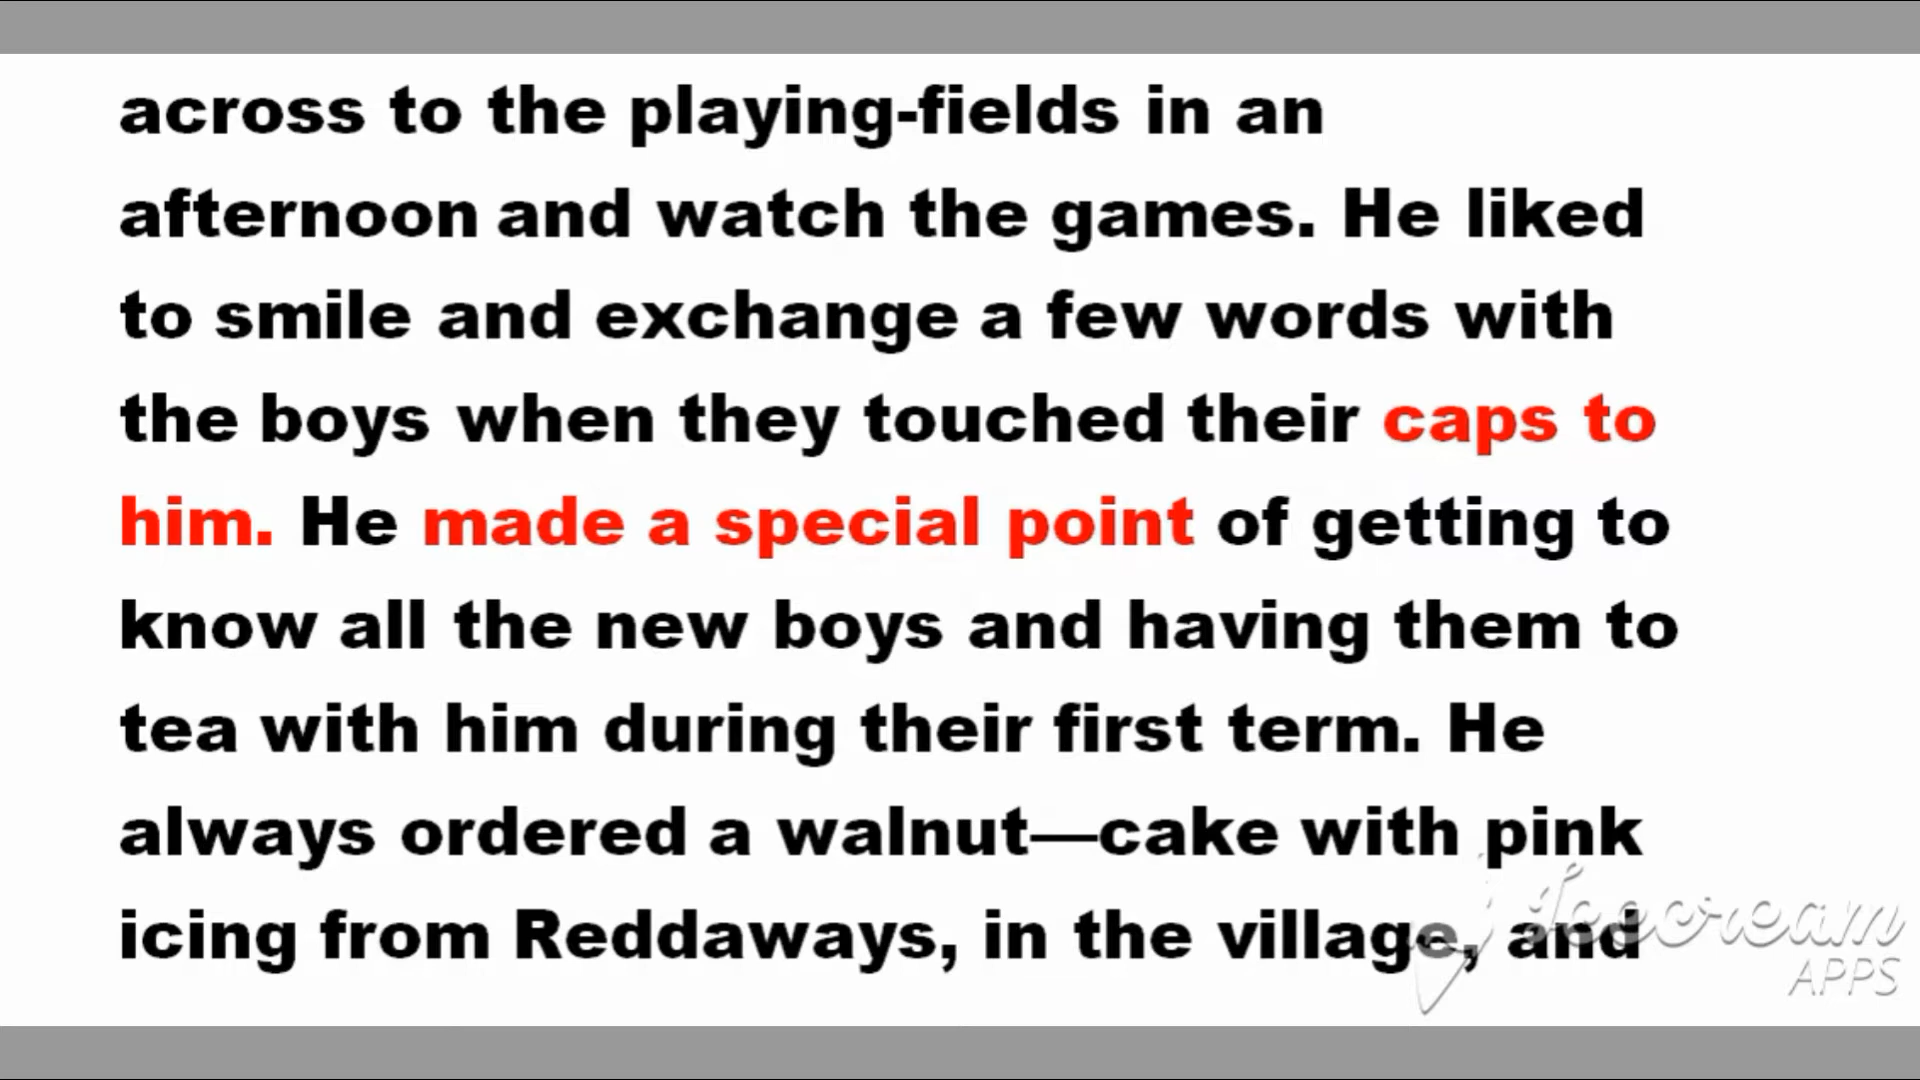 across to the playing-fields in an
afternoon and watch the games. He liked
to smile and exchange a few words with
the boys when they touched their caps to
him. He made a special point of getting to
know all the new boys and having them to
tea with him during their first term. He
always ordered a walnut—cake with pink
icing from Reddaways, in the village, and
Icecream
APPS